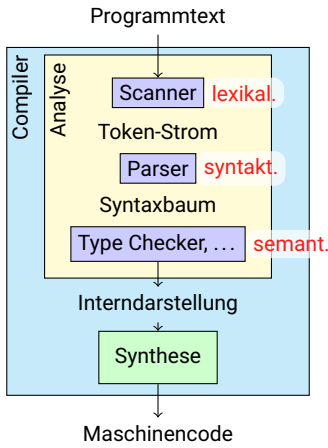 Programmtext
Compiler
Analyse
Scanner lexikal.
Token-Strom
Parser syntakt.
Syntaxbaum
Type Checker, ... semant.
Interndarstellung
Synthese
Maschinencode